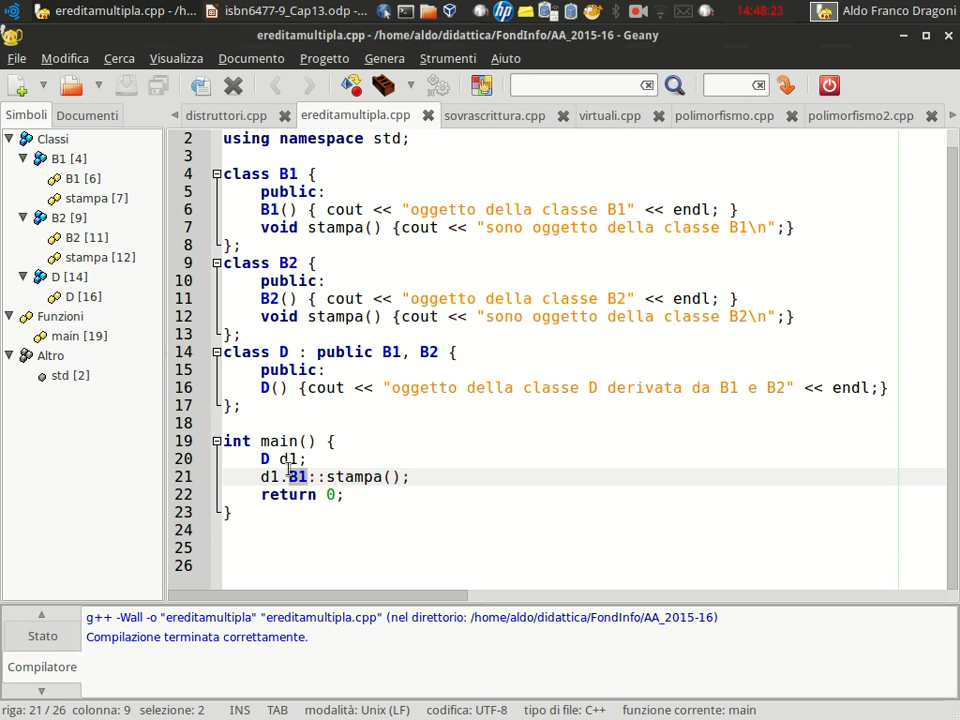 ereditamultipla.cpp - /h...
isbn6477-9_Cap13.odp -...
14:48:23
Aldo Franco Dragoni
ereditamultipla.cpp - /home/aldo/didattica/FondInfo/AA_2015-16 - Geany
File Modifica Cerca Visualizza Documento Progetto Genera Strumenti Aiuto
Simboli Documenti
distruttori.cpp ereditamultipla.cpp sovrascrittura.cpp virtuali.cpp polimorfismo.cpp polimorfismo2.cpp
Classi
B1 [4]
B1 [6]
stampa [7]
B2 [9]
B2 [11]
stampa [12]
D [14]
D [16]
Funzioni
main [19]
Altro
std [2]
2 using namespace std;
3
4 class B1 {
5 public:
6 B1() { cout << "oggetto della classe B1" << endl; }
7 void stampa() {cout << "sono oggetto della classe B1\n";}
8 };
9 class B2 {
10 public:
11 B2() { cout << "oggetto della classe B2" << endl; }
12 void stampa() {cout << "sono oggetto della classe B2\n";}
13 };
14 class D : public B1, B2 {
15 public:
16 D() {cout << "oggetto della classe D derivata da B1 e B2" << endl;}
17 };
18
19 int main() {
20 D d1;
21 d1.B1::stampa();
22 return 0;
23 }
24
25
26
Stato
Compilatore
g++ -Wall -o "ereditamultipla" "ereditamultipla.cpp" (nel direttorio: /home/aldo/didattica/FondInfo/AA_2015-16)
Compilazione terminata correttamente.
riga: 21 / 26 colonna: 9 selezione: 2 INS TAB modalità: Unix (LF) codifica: UTF-8 tipo di file: C++ funzione corrente: main